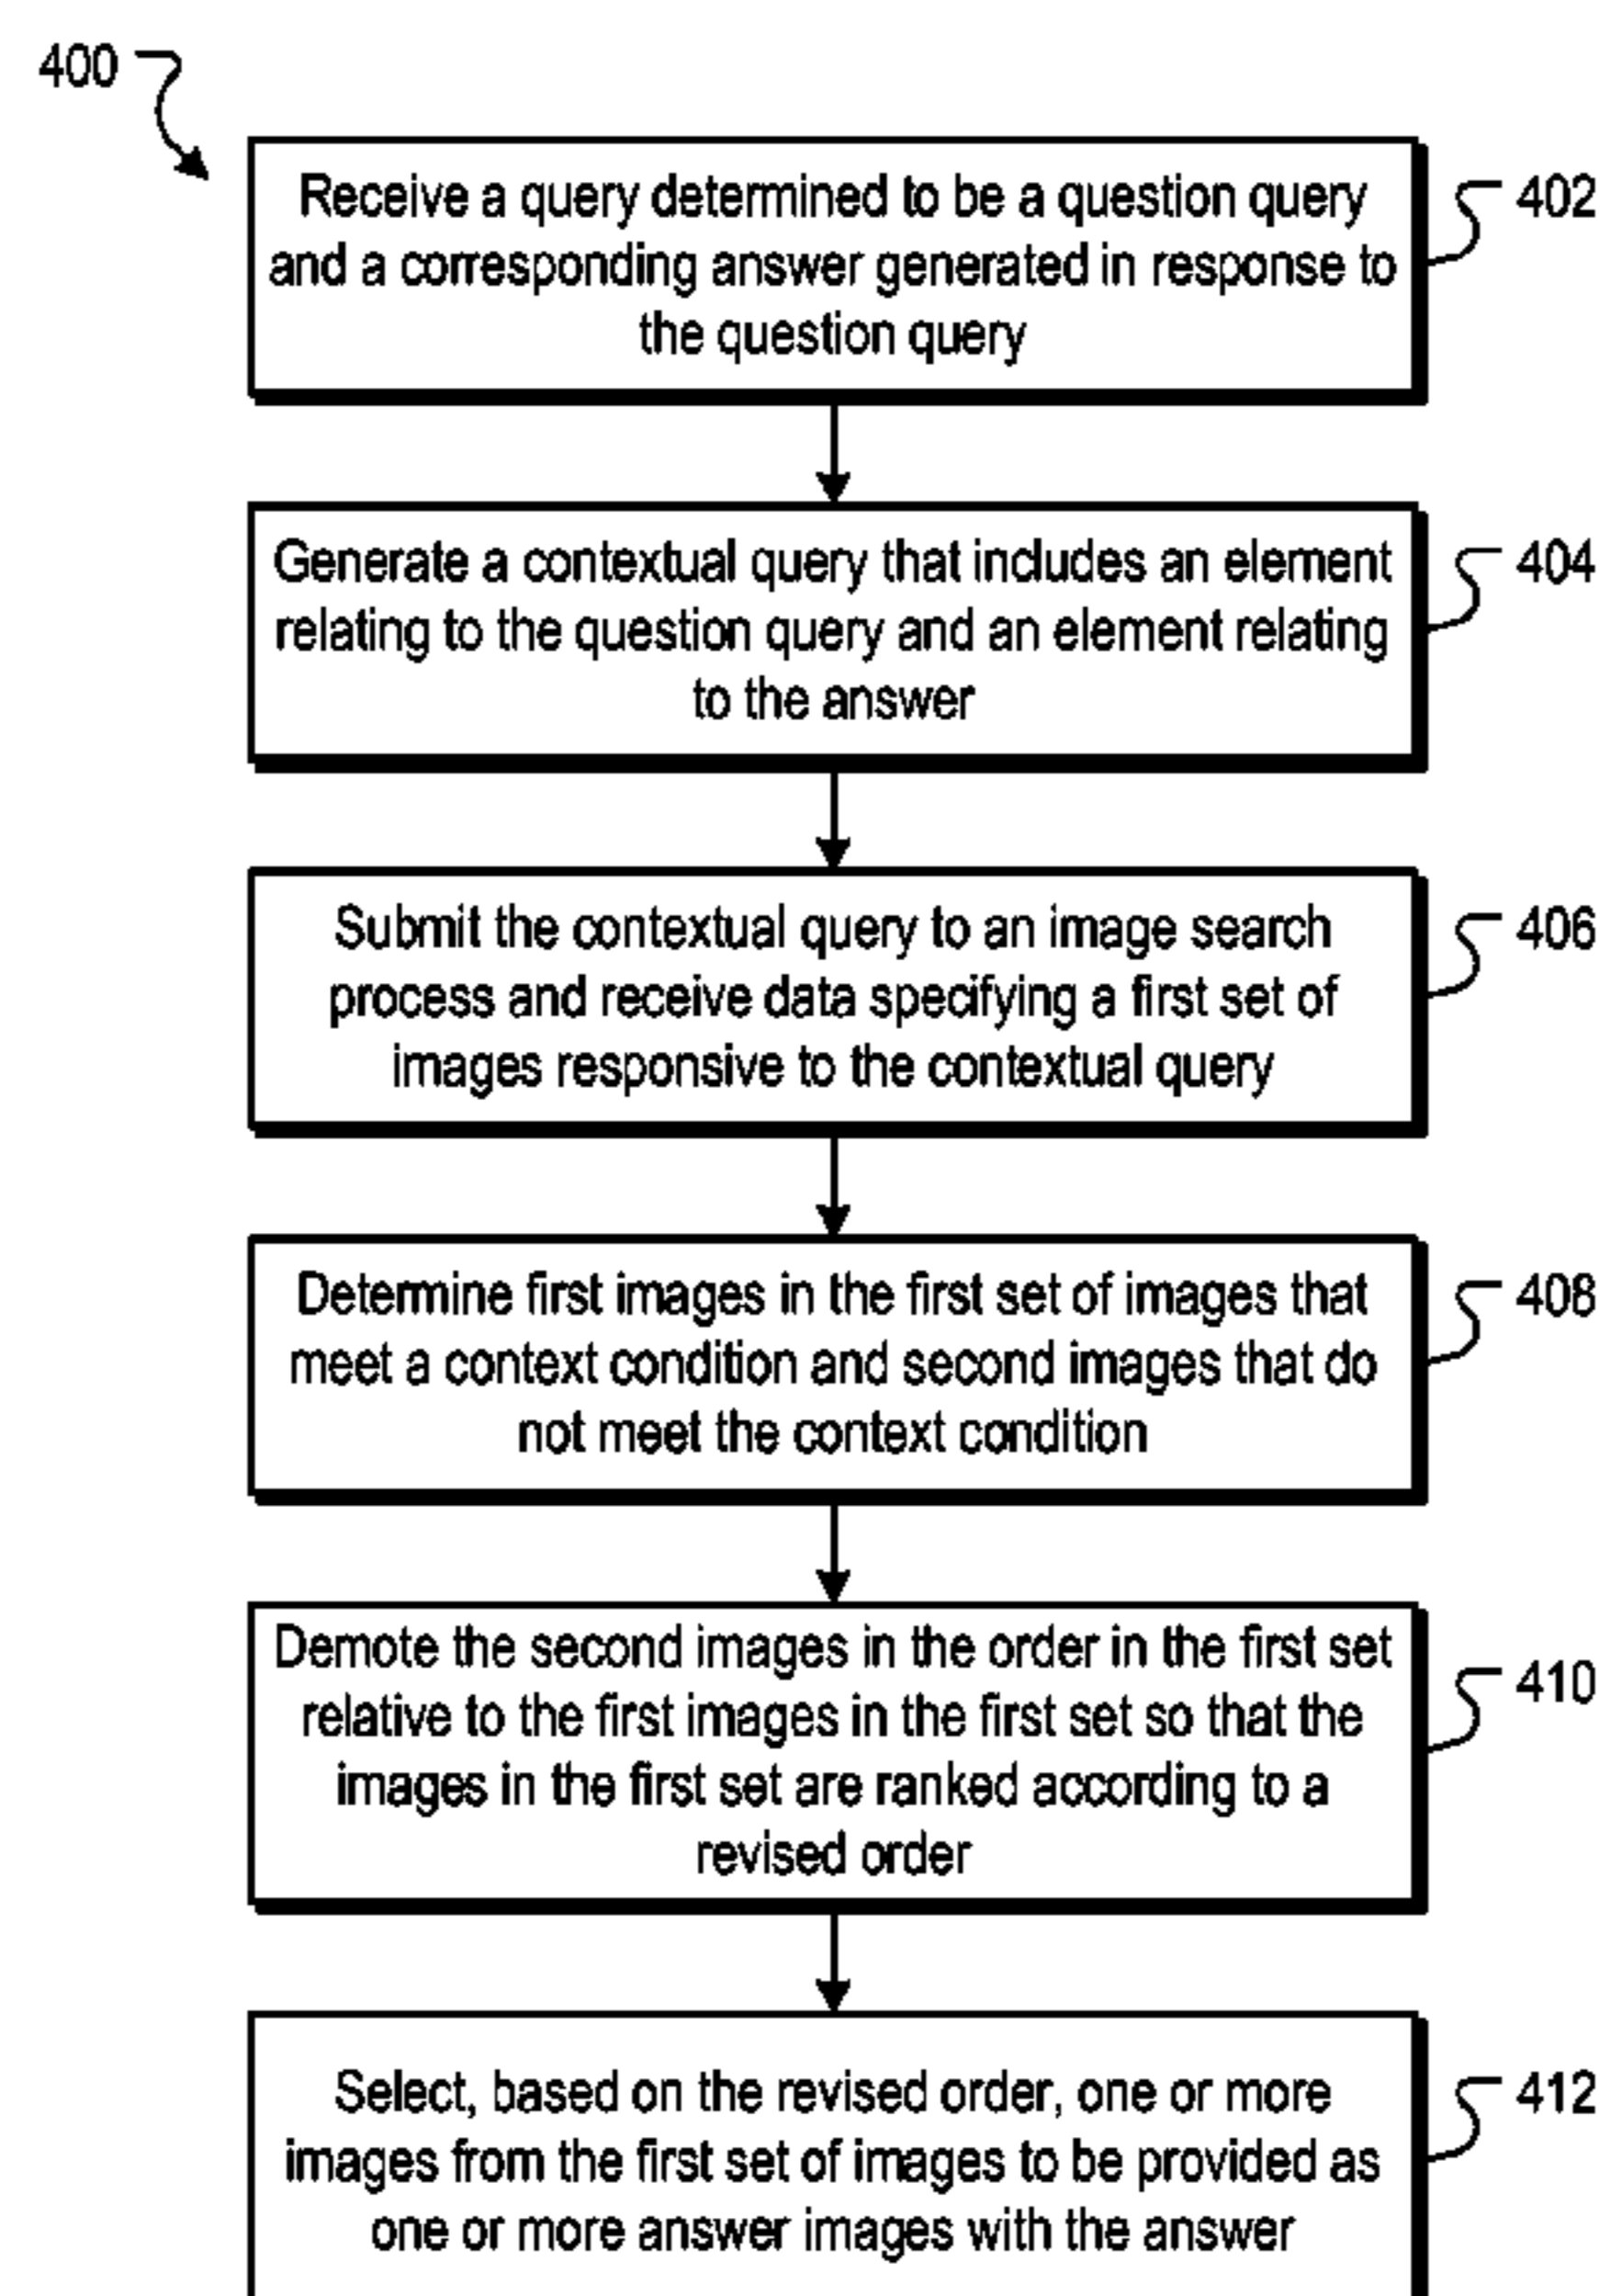 400
Receive a query determined to be a question query
and a corresponding answer generated in response to
the question query
402
Generate a contextual query that includes an element
relating to the question query and an element relating
to the answer
404
Submit the contextual query to an image search
process and receive data specifying a first set of
images responsive to the contextual query
406
Determine first images in the first set of images that
meet a context condition and second images that do
not meet the context condition
408
Demote the second images in the order in the first set
relative to the first images in the first set so that the
images in the first set are ranked according to a
revised order
410
Select, based on the revised order, one or more
images from the first set of images to be provided as
one or more answer images with the answer
412